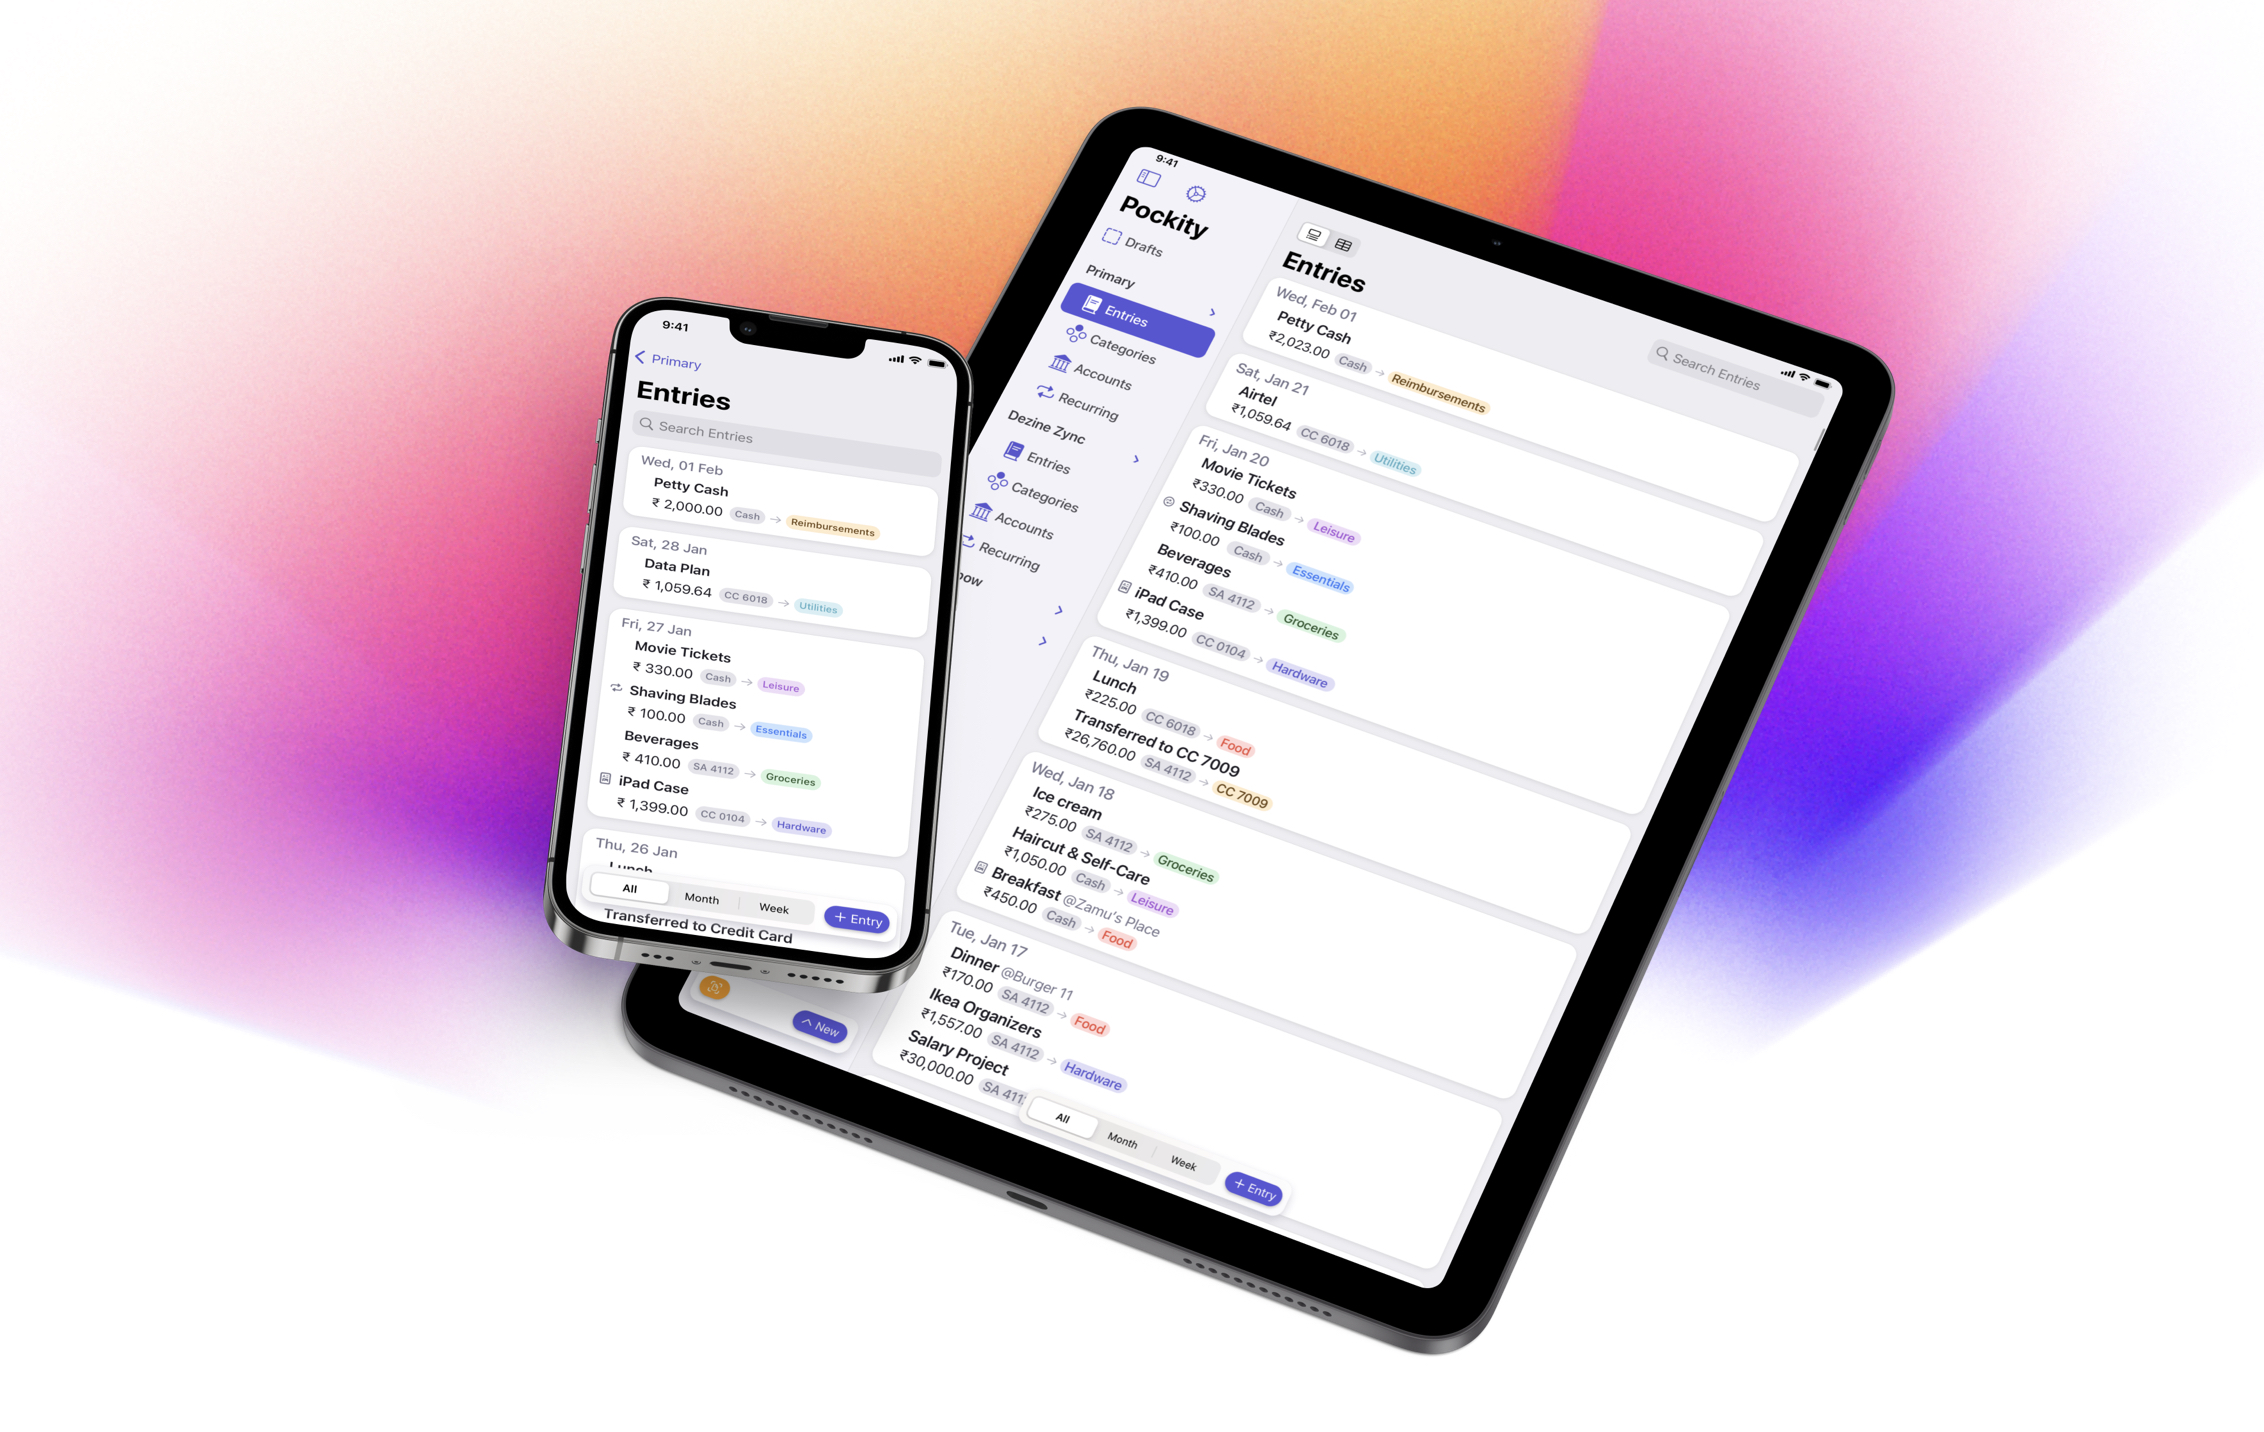 9:41
Primary
Entries
Search Entries
Wed, 01 Feb
Petty Cash
₹ 2,000.00 Cash → Reimbursements
Sat, 28 Jan
Data Plan
₹ 1,059.64 CC 6018 → Utilities
Fri, 27 Jan
Movie Tickets
₹ 330.00 Cash → Leisure
Shaving Blades
₹ 100.00 Cash → Essentials
Beverages
₹ 410.00 SA 4112 → Groceries
iPad Case
₹ 1,399.00 CC 0104 → Hardware
Thu, 26 Jan
Lunch
All Month Week + Entry
Transferred to Credit Card
9:41
Pockity
Drafts
Primary
Entries
Categories
Accounts
Recurring
Dezine Zync
Entries
Categories
Accounts
Recurring
New
Entries
Search Entries
Wed, Feb 01
Petty Cash
₹2,023.00 Cash → Reimbursements
Sat, Jan 21
Airtel
₹1,059.64 CC 6018 → Utilities
Fri, Jan 20
Movie Tickets
₹330.00 Cash → Leisure
Shaving Blades
₹100.00 Cash → Essentials
Beverages
₹410.00 SA 4112 → Groceries
iPad Case
₹1,399.00 CC 0104 → Hardware
Thu, Jan 19
Lunch
₹225.00 CC 6018 → Food
Transferred to CC 7009
₹26,760.00 SA 4112 → CC 7009
Wed, Jan 18
Ice cream
₹275.00 SA 4112 → Groceries
Haircut & Self-Care
₹1,050.00 Cash → Leisure
Breakfast @Zamu's Place
₹450.00 Cash → Food
Tue, Jan 17
Dinner @Burger 11
₹170.00 SA 4112 → Food
Ikea Organizers
₹1,557.00 SA 4112 → Hardware
Salary Project
₹30,000.00 SA 411
All Month Week + Entry